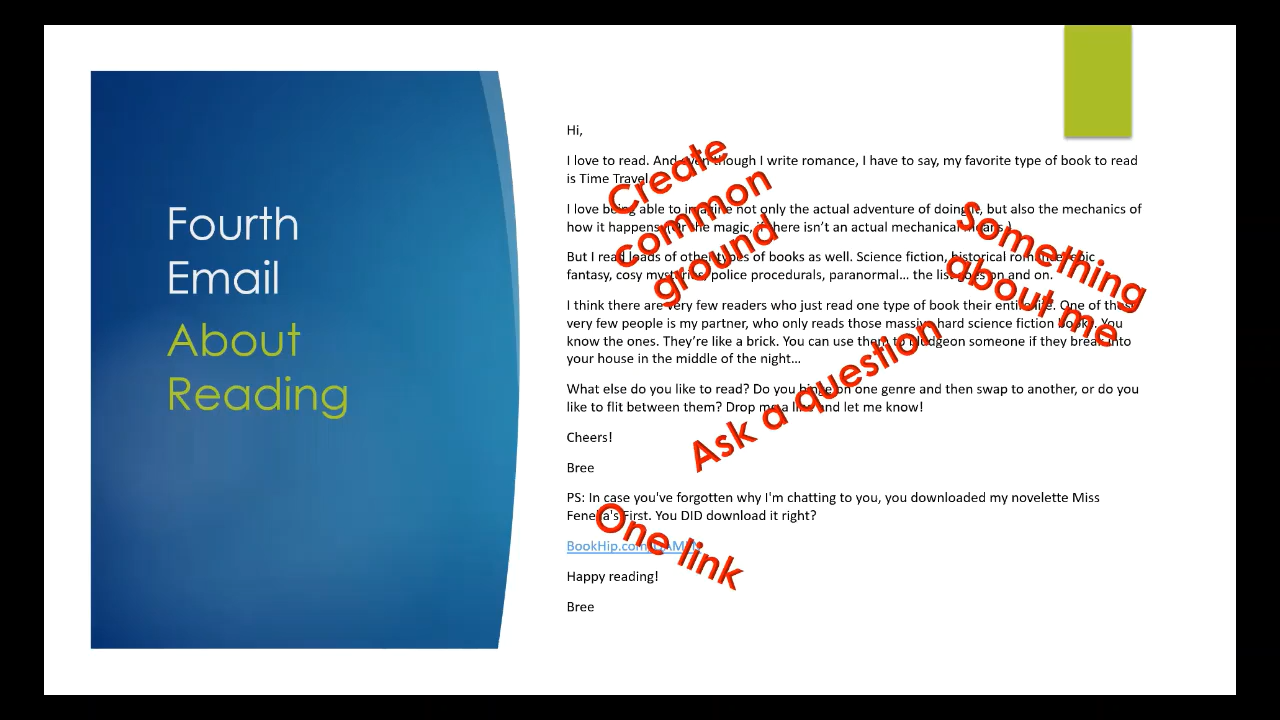 Fourth
Email
About
Reading
Hi,
I love to read. And even though I write romance, I have to say, my favorite type of book to read
is Time Travel.
I love being able to imagine not only the actual adventure of doing it, but also the mechanics of
how it happens. (Or the magic, if there isn't an actual mechanical means.)
But I read loads of other types of books as well. Science fiction, historical romance, epic
fantasy, cosy mysteries, police procedurals, paranormal... the list goes on and on.
I think there are very few readers who just read one type of book their entire life. One of those
very few people is my partner, who only reads those massive hard science fiction books. You
know the ones. They're like a brick. You can use them to bludgeon someone if they break into
your house in the middle of the night...
What else do you like to read? Do you binge on one genre and then swap to another, or do you
like to flit between them? Drop me a line and let me know!
Cheers!
Bree
PS: In case you've forgotten why I'm chatting to you, you downloaded my novelette Miss
First. You DID download it right?
Happy reading!
Bree
Create
common
ground
Something
about me
Ask a question
One link